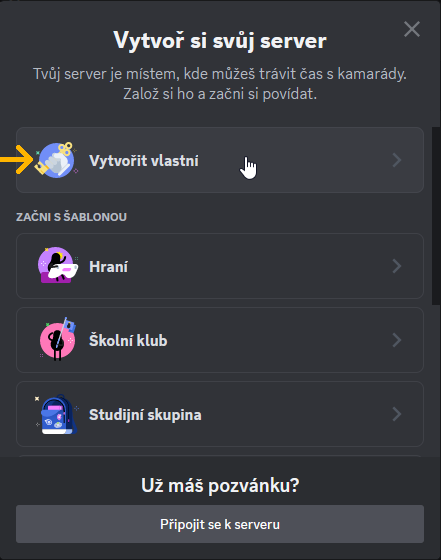 Vytvoř si svůj server
Tvůj server je místem, kde můžeš trávit čas s kamarády.
Založ si ho a začni si povídat.
Vytvořit vlastní
ZAČNI S ŠABLONOU
Hraní
Školní klub
Studijní skupina
Už máš pozvánku?
Připojit se k serveru